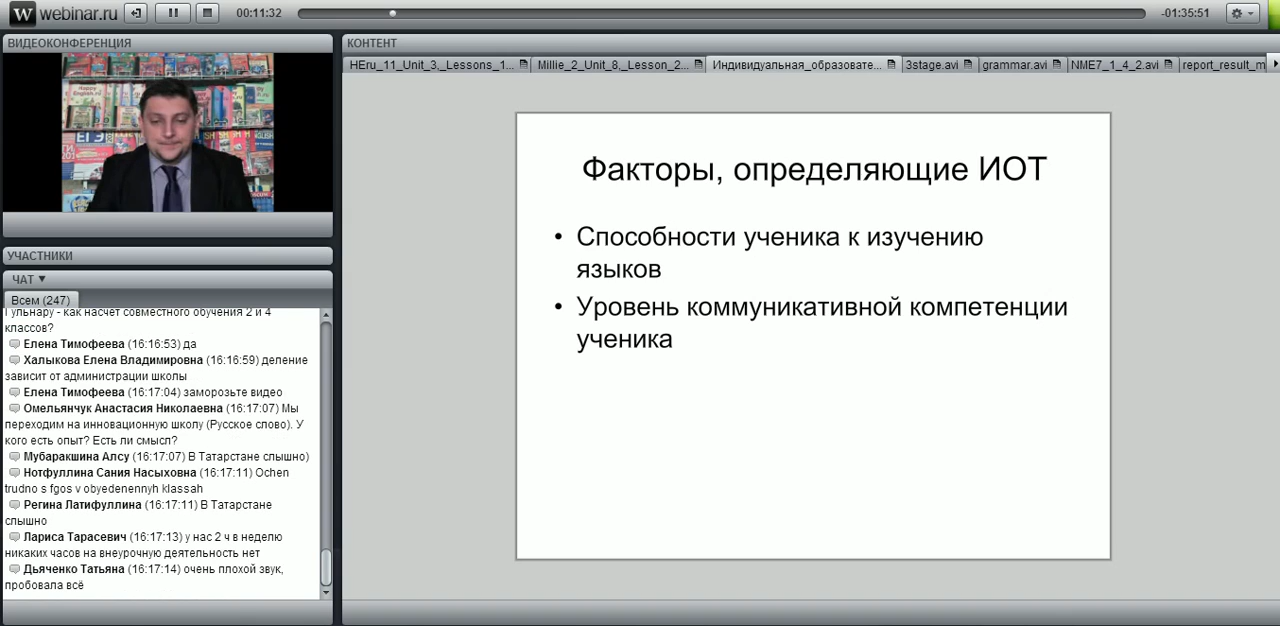 W webinar.ru
00:11:32
-01:35:51
ВИДЕОКОНФЕРЕНЦИЯ
ЕГЭ
ENGLISH
УЧАСТНИКИ
ЧАТ
Всем (247)
Гульнару - как насчет совместного обучения 2 и 4
классов?
Елена Тимофеева (16:16:53) да
Халыкова Елена Владимировна (16:16:59) деление
зависит от администрации школы
Елена Тимофеева (16:17:04) заморозьте видео
Омельянчук Анастасия Николаевна (16:17:07) Мы
переходим на инновационную школу (Русское слово). У
кого есть опыт? Есть ли смысл?
Мубаракшина Алсу (16:17:07) В Татарстане слышно)
Нотфуллина Сания Насыховна (16:17:11) Ochen
trudno s fgos v obyedenennyh klassah
Регина Латифуллина (16:17:11) В Татарстане
слышно
Лариса Тарасевич (16:17:13) у нас 2 ч в неделю
никаких часов на внеурочную деятельность нет
Дьяченко Татьяна (16:17:14) очень плохой звук,
пробовала всё
КОНТЕНТ
HEru_11_Unit_3,_Lessons_1... Millie_2_Unit_8,_Lesson_2... Индивидуальная_образовате... 3stage.avi grammar.avi NME7_1_4_2.avi report_result_m
Факторы, определяющие ИОТ
• Способности ученика к изучению
языков
• Уровень коммуникативной компетенции
ученика